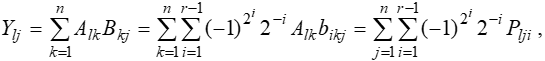 $Y_{lj} = \sum_{k=1}^{n} A_{lk} B_{kj} = \sum_{k=1}^{n} \sum_{i=1}^{r-1} (-1)^{2^i} 2^{-i} A_{lk} b_{ikj} = \sum_{j=1}^{n} \sum_{i=1}^{r-1} (-1)^{2^i} 2^{-i} P_{lji} ,$